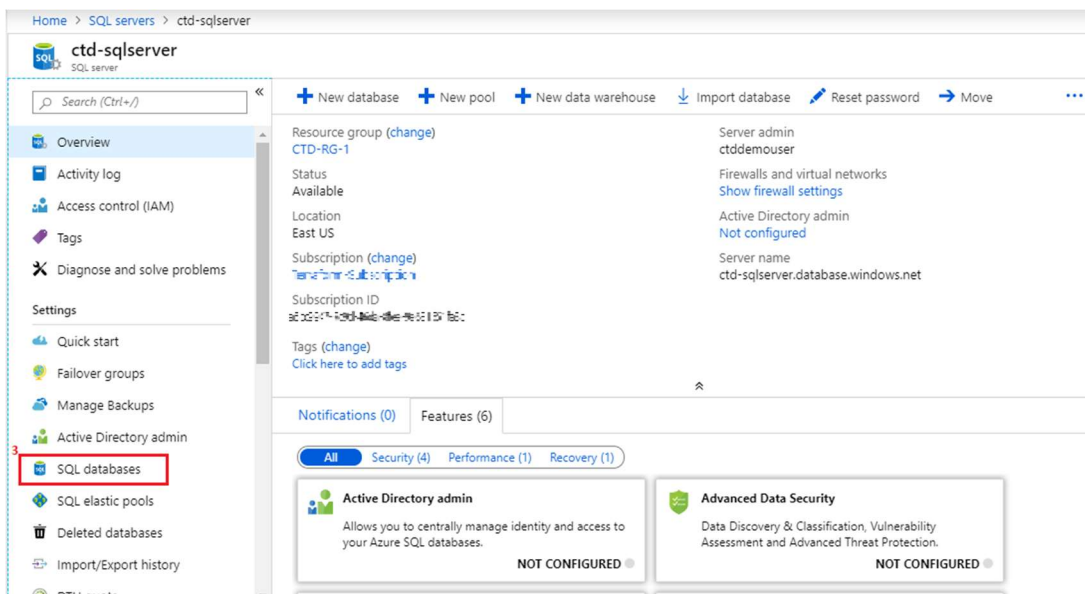 Home > SQL servers > ctd-sqlserver
ctd-sqlserver
SQL server
Search (Ctrl+/)
«
Overview
Activity log
Access control (IAM)
Tags
Diagnose and solve problems
Settings
Quick start
Failover groups
Manage Backups
Active Directory admin
3
SQL databases
SQL elastic pools
Deleted databases
Import/Export history
New database New pool New data warehouse Import database Reset password Move ...
Resource group (change)
CTD-RG-1
Status
Available
Location
East US
Subscription (change)
Subscription ID
Tags (change)
Click here to add tags
Server admin
ctddemouser
Firewalls and virtual networks
Show firewall settings
Active Directory admin
Not configured
Server name
ctd-sqlserver.database.windows.net
Notifications (0) Features (6)
All Security (4) Performance (1) Recovery (1)
Active Directory admin
Allows you to centrally manage identity and access to
your Azure SQL databases.
NOT CONFIGURED
Advanced Data Security
Data Discovery & Classification, Vulnerability
Assessment and Advanced Threat Protection.
NOT CONFIGURED